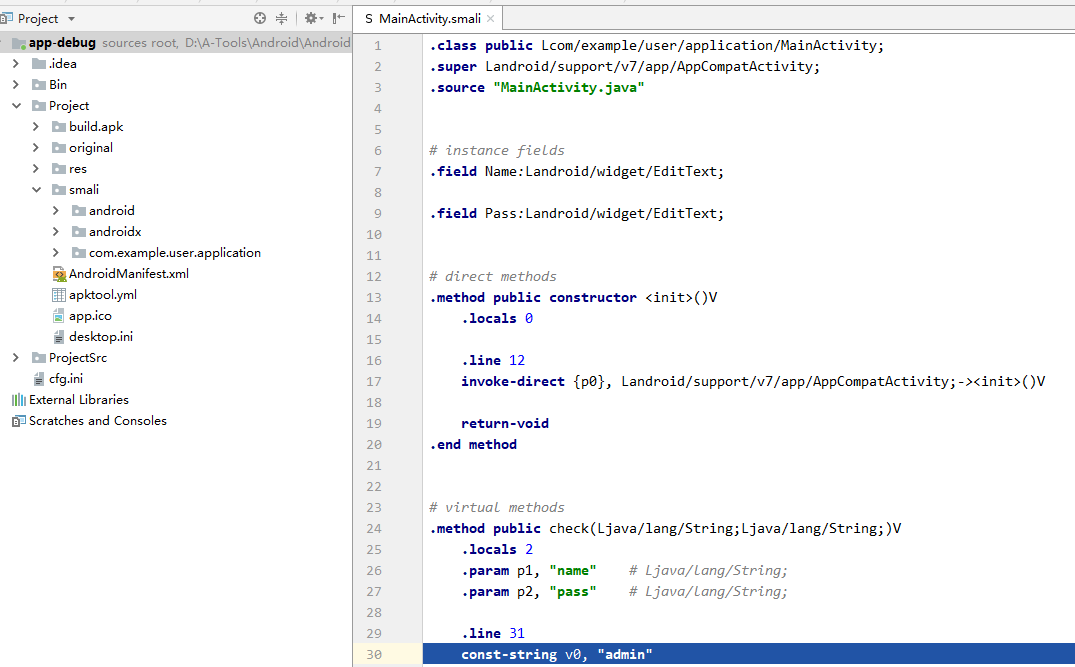 Project
app-debug sources root, D:\A-Tools\Android\Android
.idea
Bin
Project
build.apk
original
res
smali
android
androidx
com.example.user.application
AndroidManifest.xml
apktool.yml
app.ico
desktop.ini
ProjectSrc
cfg.ini
External Libraries
Scratches and Consoles
S MainActivity.smali
1 .class public Lcom/example/user/application/MainActivity;
2 .super Landroid/support/v7/app/AppCompatActivity;
3 .source "MainActivity.java"
4
5
6 # instance fields
7 .field Name:Landroid/widget/EditText;
8
9 .field Pass:Landroid/widget/EditText;
10
11
12 # direct methods
13 .method public constructor <init>()V
14 .locals 0
15
16 .line 12
17 invoke-direct {p0}, Landroid/support/v7/app/AppCompatActivity;-><init>()V
18
19 return-void
20 .end method
21
22
23 # virtual methods
24 .method public check(Ljava/lang/String;Ljava/lang/String;)V
25 .locals 2
26 .param p1, "name" # Ljava/lang/String;
27 .param p2, "pass" # Ljava/lang/String;
28
29 .line 31
30 const-string v0, "admin"